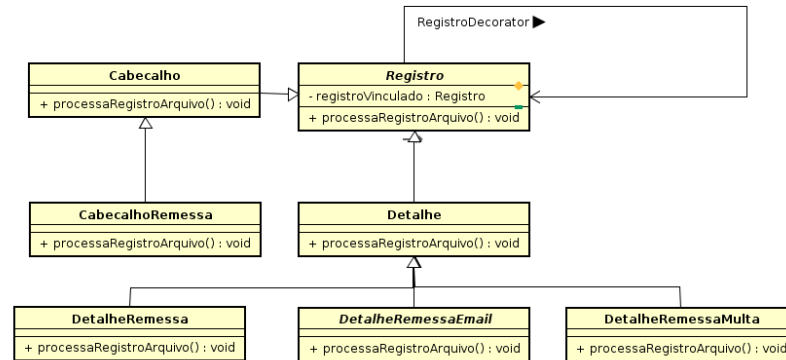 RegistroDecorator
Cabecalho
+ processaRegistroArquivo() : void
Registro
- registroVinculado : Registro
+ processaRegistroArquivo() : void
CabecalhoRemessa
+ processaRegistroArquivo() : void
Detalhe
+ processaRegistroArquivo() : void
DetalheRemessa
+ processaRegistroArquivo() : void
DetalheRemessaEmail
+ processaRegistroArquivo() : void
DetalheRemessaMulta
+ processaRegistroArquivo() : void